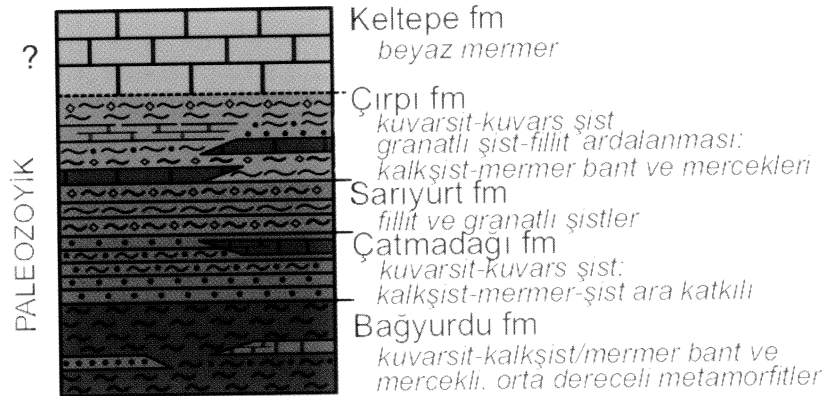 Keltepe fm
beyaz mermer
?
Çırpı fm
kuvarsit-kuvars şist
granatlı şist-fillit ardalanması:
kalkşist-mermer bant ve mercekleri
Sarıyurt fm
fillit ve granatlı şistler
Çatmadağı fm
kuvarsit-kuvars şist:
kalkşist-mermer-şist ara katkılı
Bağyurdu fm
kuvarsit-kalkşist/mermer bant ve
mercekli. orta dereceli metamorfitler
PALEOZOYİK